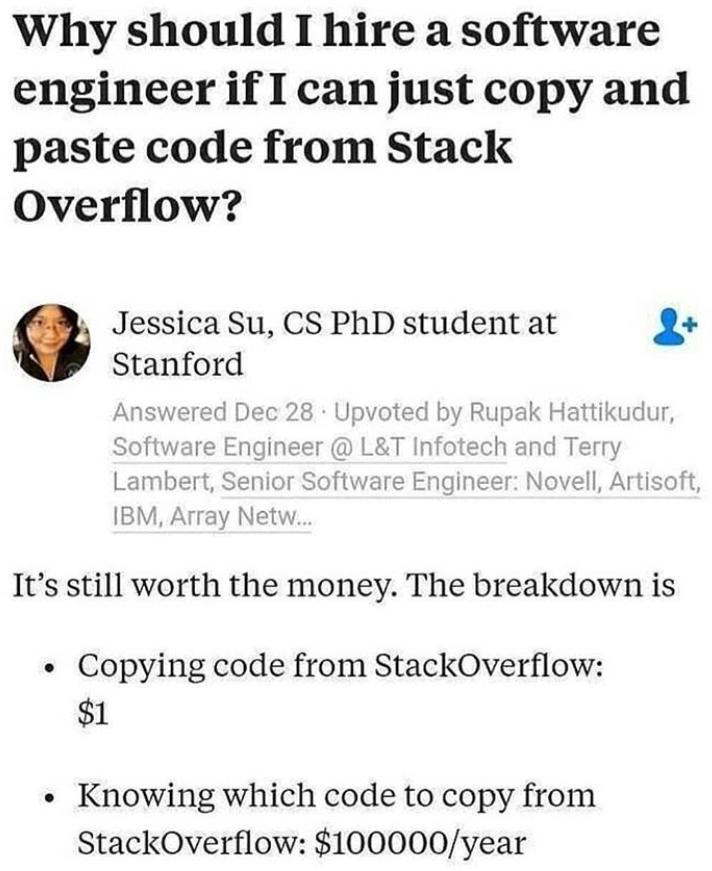 Why should I hire a software
engineer if I can just copy and
paste code from Stack
Overflow?
Jessica Su, CS PhD student at
Stanford
Answered Dec 28 · Upvoted by Rupak Hattikudur,
Software Engineer @ L&T Infotech and Terry
Lambert, Senior Software Engineer: Novell, Artisoft,
IBM, Array Netw...
It’s still worth the money. The breakdown is
• Copying code from StackOverflow:
$1
• Knowing which code to copy from
StackOverflow: $100000/year